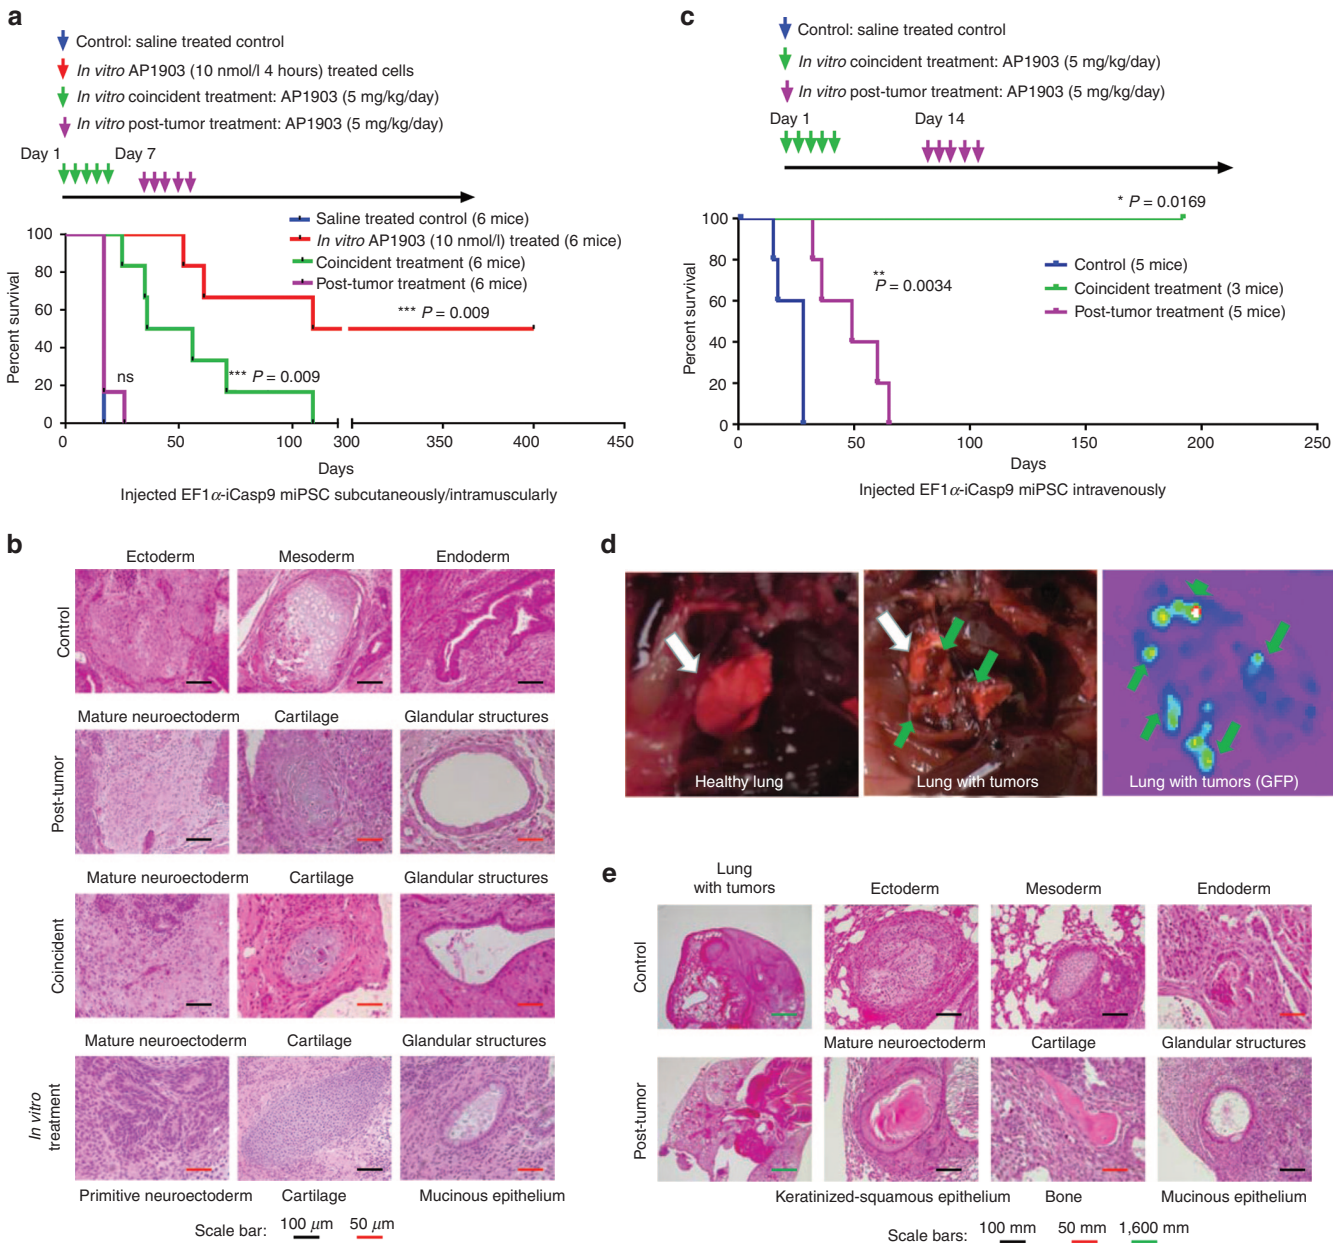 a
Control: saline treated control
In vitro AP1903 (10 nmol/l 4 hours) treated cells
In vitro coincident treatment: AP1903 (5 mg/kg/day)
In vitro post-tumor treatment: AP1903 (5 mg/kg/day)
Day 1
Day 7
Saline treated control (6 mice)
In vitro AP1903 (10 nmol/l) treated (6 mice)
Coincident treatment (6 mice)
Post-tumor treatment (6 mice)
Percent survival
100
80
60
40
20
0
*** P = 0.009
ns
*** P = 0.009
0 50 100 300 350 400 450
Days
Injected EF1α-iCasp9 miPSC subcutaneously/intramuscularly
c
Control: saline treated control
In vitro coincident treatment: AP1903 (5 mg/kg/day)
In vitro post-tumor treatment: AP1903 (5 mg/kg/day)
Day 1
Day 14
* P = 0.0169
** P = 0.0034
Control (5 mice)
Coincident treatment (3 mice)
Post-tumor treatment (5 mice)
Percent survival
100
80
60
40
20
0
0 50 100 150 200 250
Days
Injected EF1α-iCasp9 miPSC intravenously
b
Ectoderm Mesoderm Endoderm
Control
Mature neuroectoderm Cartilage Glandular structures
Post-tumor
Mature neuroectoderm Cartilage Glandular structures
Coincident
Mature neuroectoderm Cartilage Glandular structures
In vitro
treatment
Primitive neuroectoderm Cartilage Mucinous epithelium
Scale bar: 100 μm 50 μm
d
Healthy lung
Lung with tumors
Lung with tumors (GFP)
e
Lung
with tumors
Ectoderm Mesoderm Endoderm
Control
Mature neuroectoderm Cartilage Glandular structures
Post-tumor
Keratinized-squamous epithelium Bone Mucinous epithelium
Scale bars: 100 mm 50 mm 1,600 mm